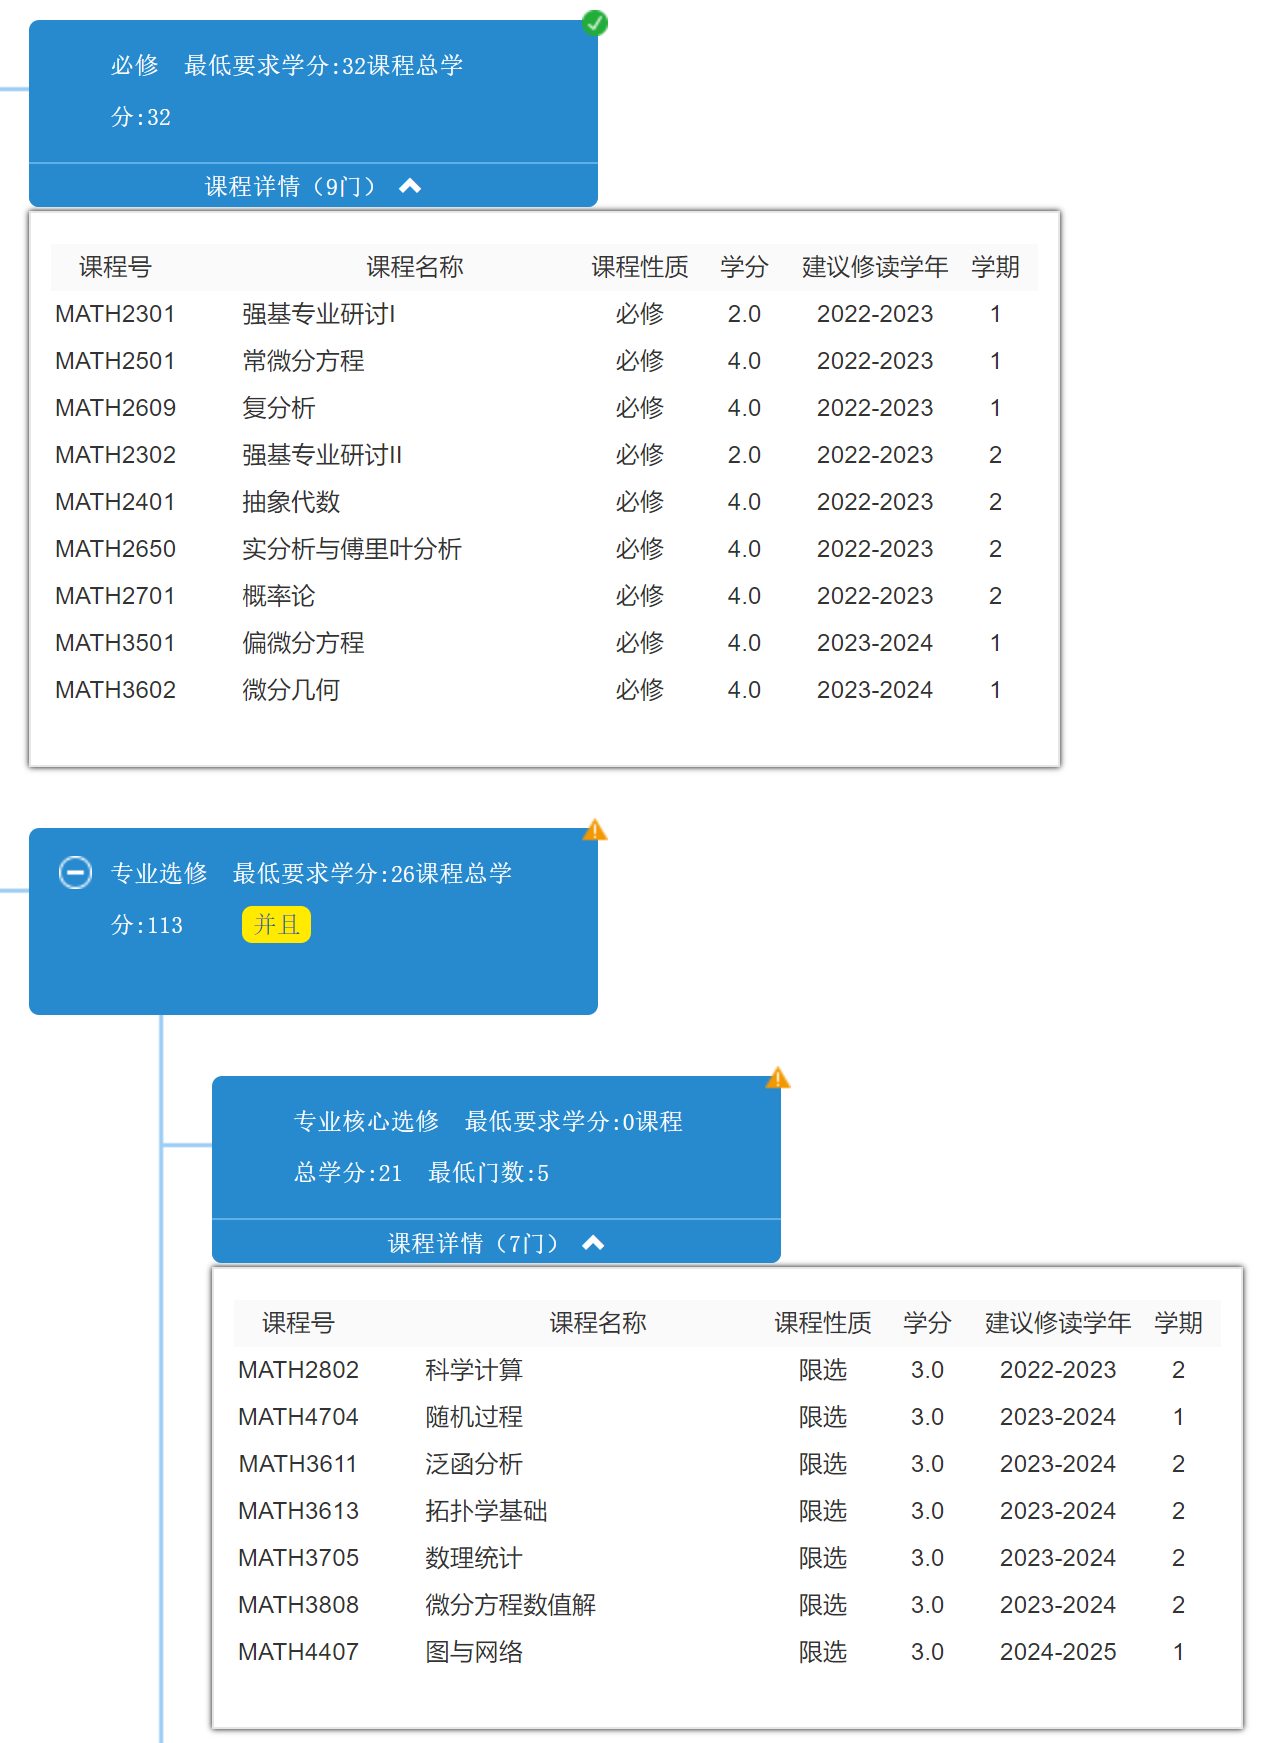 必修 最低要求学分:32课程总学
分:32
课程详情（9门）
课程号 课程名称 课程性质 学分 建议修读学年 学期
MATH2301 强基专业研讨I 必修 2.0 2022-2023 1
MATH2501 常微分方程 必修 4.0 2022-2023 1
MATH2609 复分析 必修 4.0 2022-2023 1
MATH2302 强基专业研讨II 必修 2.0 2022-2023 2
MATH2401 抽象代数 必修 4.0 2022-2023 2
MATH2650 实分析与傅里叶分析 必修 4.0 2022-2023 2
MATH2701 概率论 必修 4.0 2022-2023 2
MATH3501 偏微分方程 必修 4.0 2023-2024 1
MATH3602 微分几何 必修 4.0 2023-2024 1
专业选修 最低要求学分:26课程总学
分:113 并且
专业核心选修 最低要求学分:0课程
总学分:21 最低门数:5
课程详情（7门）
课程号 课程名称 课程性质 学分 建议修读学年 学期
MATH2802 科学计算 限选 3.0 2022-2023 2
MATH4704 随机过程 限选 3.0 2023-2024 1
MATH3611 泛函分析 限选 3.0 2023-2024 2
MATH3613 拓扑学基础 限选 3.0 2023-2024 2
MATH3705 数理统计 限选 3.0 2023-2024 2
MATH3808 微分方程数值解 限选 3.0 2023-2024 2
MATH4407 图与网络 限选 3.0 2024-2025 1